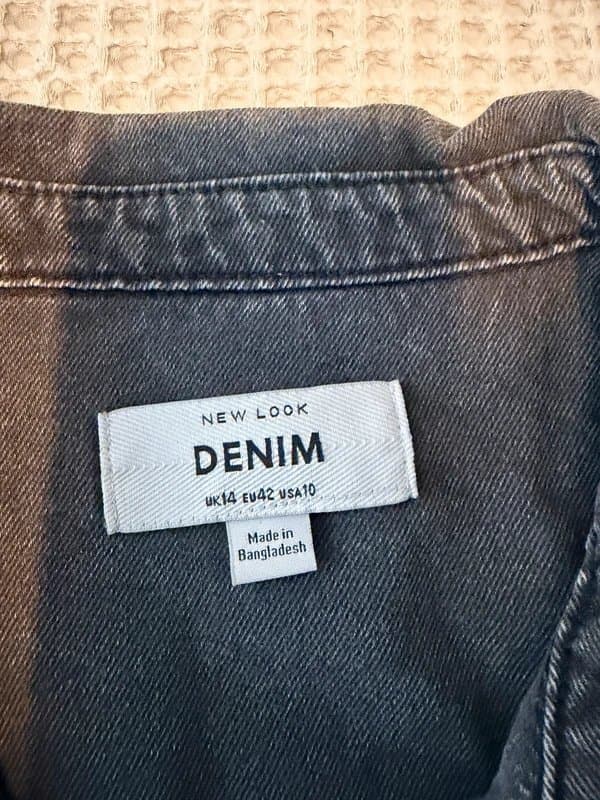 NEW LOOK
DENIM
UK14 EU42 USA10
Made in
Bangladesh